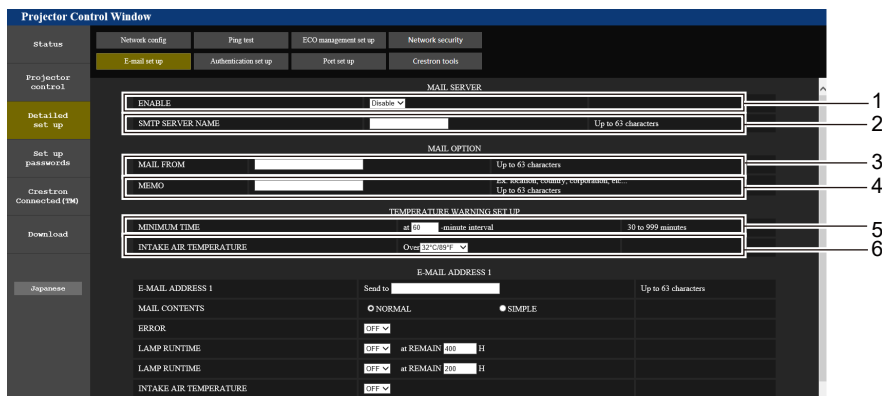 Projector Control Window
Status
Network config Ping test ECO management set up Network security
E-mail set up Authentication set up Port set up Crestron tools
Projector control
MAIL SERVER
ENABLE Disable 1
Detailed set up
SMTP SERVER NAME Up to 63 characters 2
MAIL OPTION
Set up passwords
MAIL FROM Up to 63 characters 3
MEMO Ex. location, country, corporation, etc... 4
Up to 63 characters
Crestron Connected(TM)
TEMPERATURE WARNING SET UP
MINIMUM TIME at 60 -minute interval 30 to 999 minutes 5
Download
INTAKE AIR TEMPERATURE Over 32°C/89°F 6
E-MAIL ADDRESS 1
Japanese
E-MAIL ADDRESS 1 Send to Up to 63 characters
MAIL CONTENTS NORMAL SIMPLE
ERROR OFF
LAMP RUNTIME OFF at REMAIN 400 H
LAMP RUNTIME OFF at REMAIN 200 H
INTAKE AIR TEMPERATURE OFF